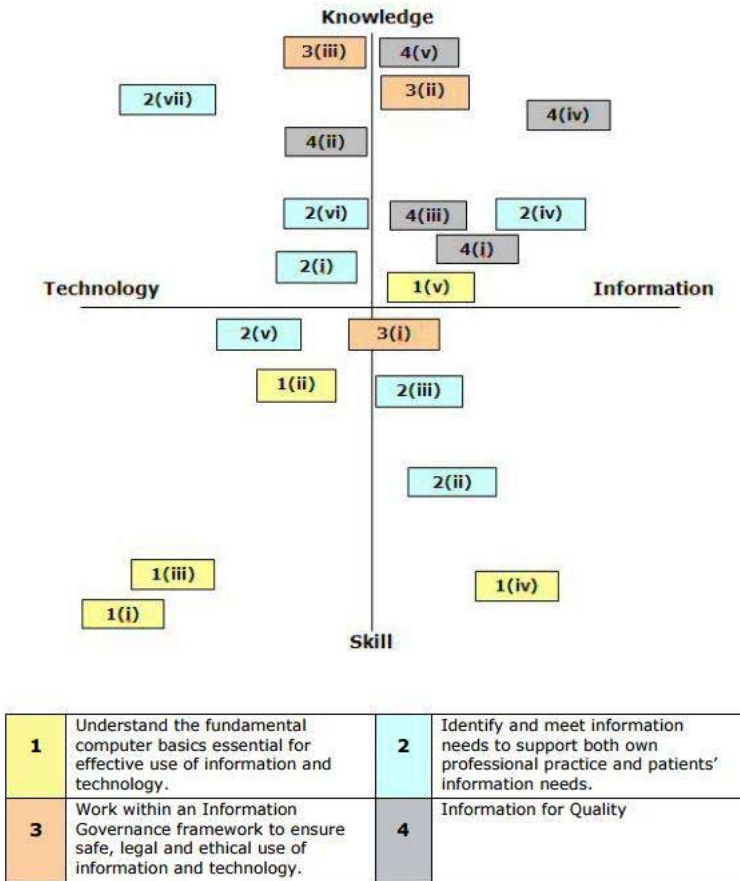 Knowledge
3(iii) 4(v)
3(ii)
2(vii)
4(iv)
4(ii)
2(vi) 4(iii) 2(iv)
4(i)
2(i)
1(v)
Technology Information
2(v) 3(i)
1(ii)
2(iii)
2(ii)
1(iii)
1(iv)
1(i)
Skill
1
Understand the fundamental
computer basics essential for
effective use of information and
technology.
2
Identify and meet information
needs to support both own
professional practice and patients’
information needs.
3
Work within an Information
Governance framework to ensure
safe, legal and ethical use of
information and technology.
4
Information for Quality